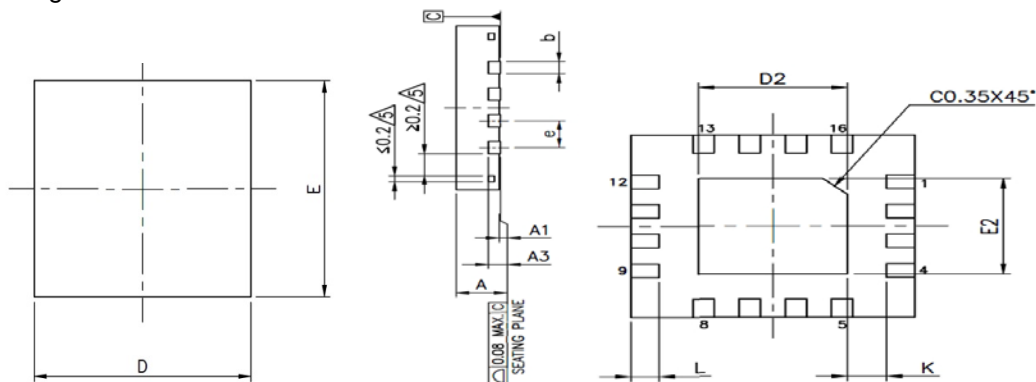 E
D
C
b
e
≤0.2 5
≥0.2 5
A1
A3
A
0.08 MAX. C
SEATING PLANE
D2
C0.35X45°
13
16
12
1
E2
9
4
8
5
L
K